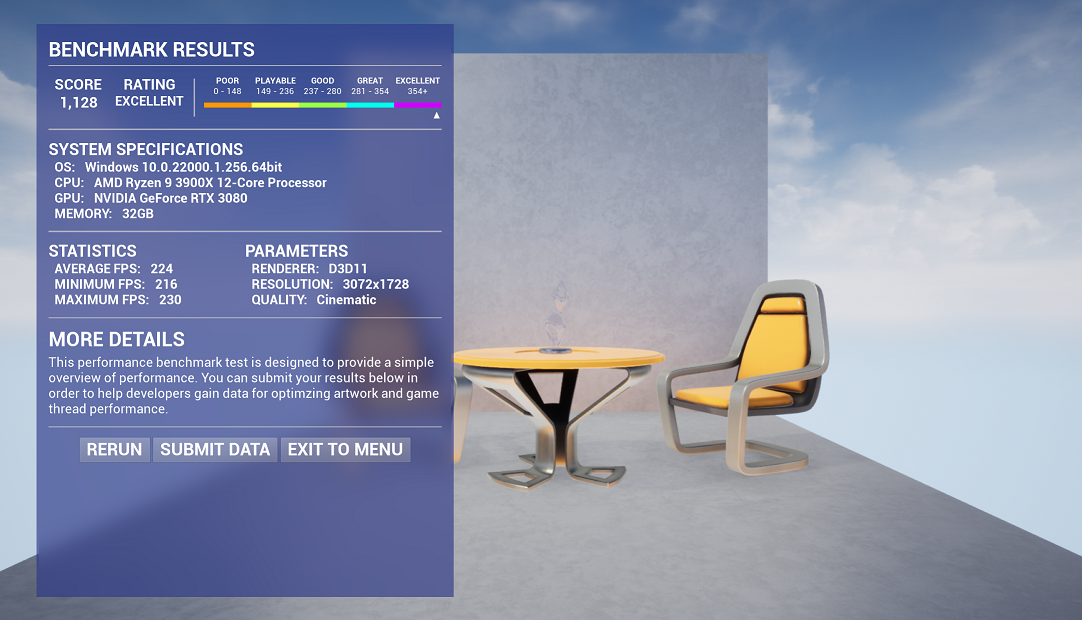 BENCHMARK RESULTS
SCORE
1,128
RATING
EXCELLENT
POOR PLAYABLE GOOD GREAT EXCELLENT
0 - 148 149 - 236 237 - 280 281 - 354 354+
SYSTEM SPECIFICATIONS
OS: Windows 10.0.22000.1.256.64bit
CPU: AMD Ryzen 9 3900X 12-Core Processor
GPU: NVIDIA GeForce RTX 3080
MEMORY: 32GB
STATISTICS
AVERAGE FPS: 224
MINIMUM FPS: 216
MAXIMUM FPS: 230
PARAMETERS
RENDERER: D3D11
RESOLUTION: 3072x1728
QUALITY: Cinematic
MORE DETAILS
This performance benchmark test is designed to provide a simple
overview of performance. You can submit your results below in
order to help developers gain data for optimzing artwork and game
thread performance.
RERUN SUBMIT DATA EXIT TO MENU